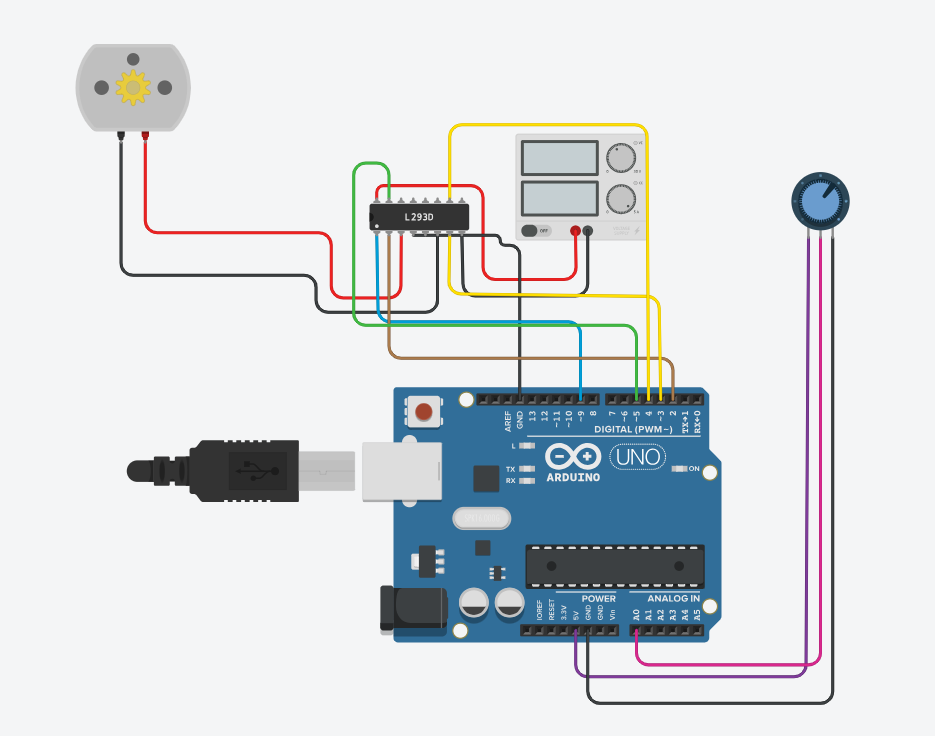 L293D
OFF
AREF
GND
13
12
~11
~10
~9
8
7
~6
~5
4
~3
2
TX→1
RX←0
DIGITAL (PWM~)
L
TX
RX
ARDUINO
UNO
ON
POWER
ANALOG IN
IOREF
RESET
3.3V
5V
GND
GND
Vin
A0
A1
A2
A3
A4
A5